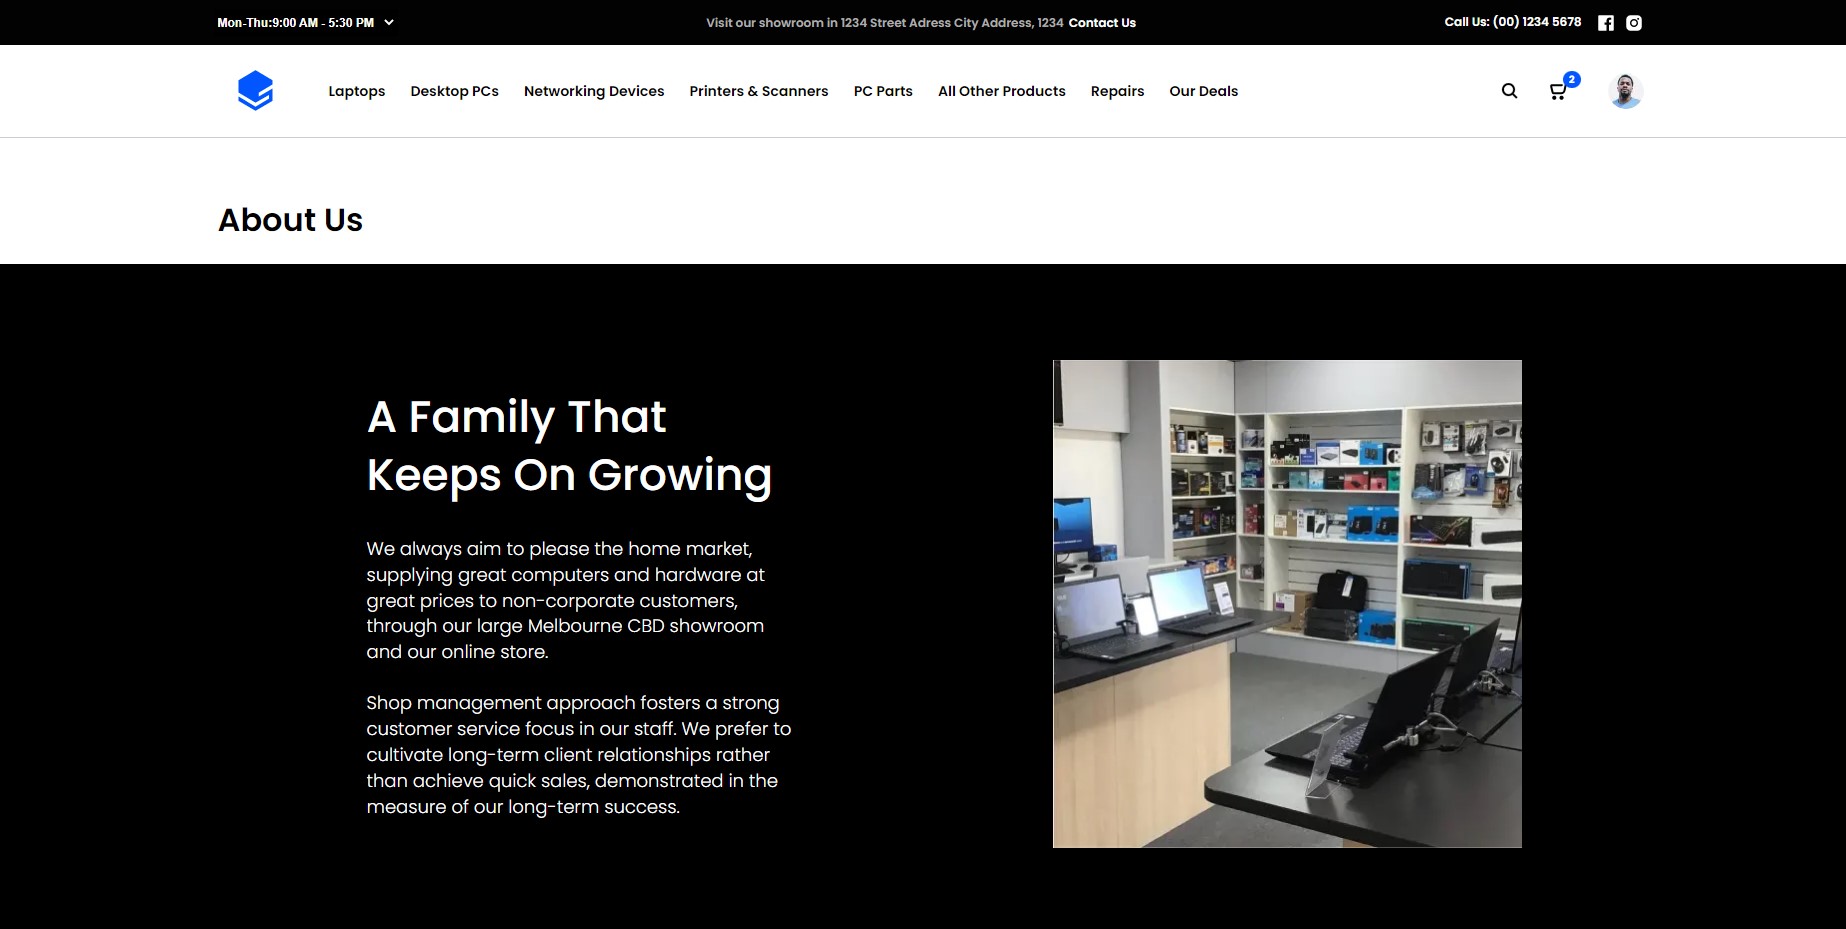 Mon-Thu:9:00 AM - 5:30 PM
Visit our showroom in 1234 Street Adress City Address, 1234 Contact Us
Call Us: (00) 1234 5678
Laptops
Desktop PCs
Networking Devices
Printers & Scanners
PC Parts
All Other Products
Repairs
Our Deals
2
About Us
A Family That
Keeps On Growing
We always aim to please the home market,
supplying great computers and hardware at
great prices to non-corporate customers,
through our large Melbourne CBD showroom
and our online store.
Shop management approach fosters a strong
customer service focus in our staff. We prefer to
cultivate long-term client relationships rather
than achieve quick sales, demonstrated in the
measure of our long-term success.